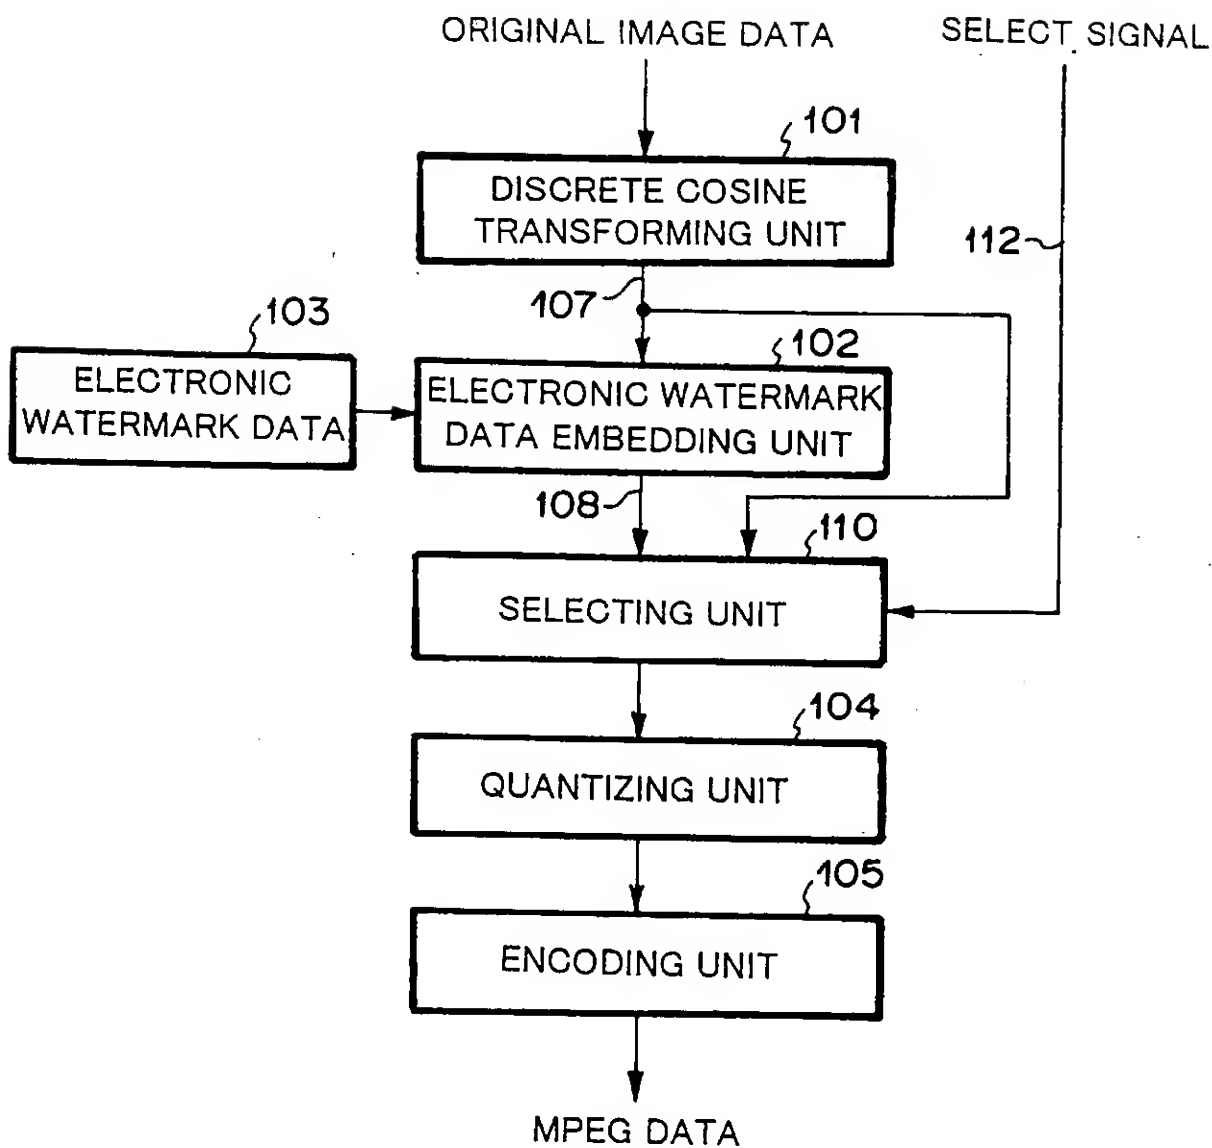 ORIGINAL IMAGE DATA
SELECT SIGNAL
101
DISCRETE COSINE
TRANSFORMING UNIT
112
107
103
102
ELECTRONIC
WATERMARK DATA
ELECTRONIC WATERMARK
DATA EMBEDDING UNIT
108
110
SELECTING UNIT
104
QUANTIZING UNIT
105
ENCODING UNIT
MPEG DATA